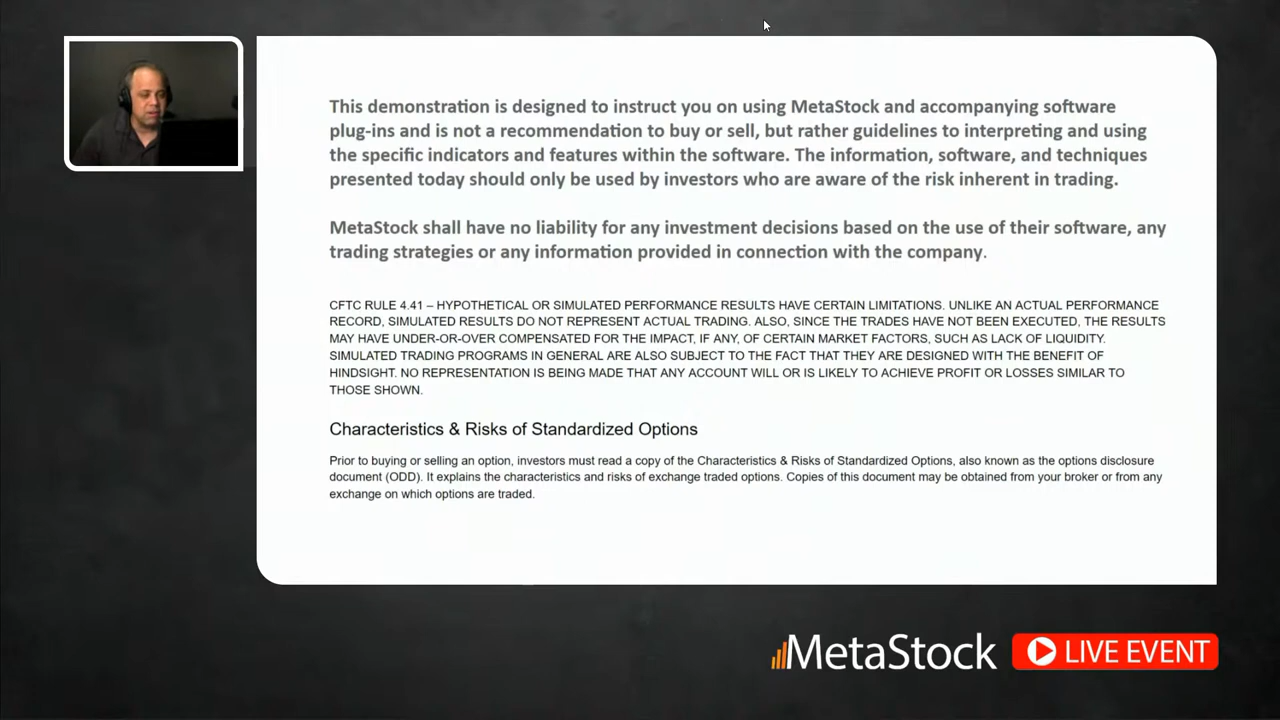 This demonstration is designed to instruct you on using MetaStock and accompanying software
plug-ins and is not a recommendation to buy or sell, but rather guidelines to interpreting and using
the specific indicators and features within the software. The information, software, and techniques
presented today should only be used by investors who are aware of the risk inherent in trading.
MetaStock shall have no liability for any investment decisions based on the use of their software, any
trading strategies or any information provided in connection with the company.
CFTC RULE 4.41 – HYPOTHETICAL OR SIMULATED PERFORMANCE RESULTS HAVE CERTAIN LIMITATIONS. UNLIKE AN ACTUAL PERFORMANCE
RECORD, SIMULATED RESULTS DO NOT REPRESENT ACTUAL TRADING. ALSO, SINCE THE TRADES HAVE NOT BEEN EXECUTED, THE RESULTS
MAY HAVE UNDER-OR-OVER COMPENSATED FOR THE IMPACT, IF ANY, OF CERTAIN MARKET FACTORS, SUCH AS LACK OF LIQUIDITY.
SIMULATED TRADING PROGRAMS IN GENERAL ARE ALSO SUBJECT TO THE FACT THAT THEY ARE DESIGNED WITH THE BENEFIT OF
HINDSIGHT. NO REPRESENTATION IS BEING MADE THAT ANY ACCOUNT WILL OR IS LIKELY TO ACHIEVE PROFIT OR LOSSES SIMILAR TO
THOSE SHOWN.
Characteristics & Risks of Standardized Options
Prior to buying or selling an option, investors must read a copy of the Characteristics & Risks of Standardized Options, also known as the options disclosure
document (ODD). It explains the characteristics and risks of exchange traded options. Copies of this document may be obtained from your broker or from any
exchange on which options are traded.
MetaStock LIVE EVENT